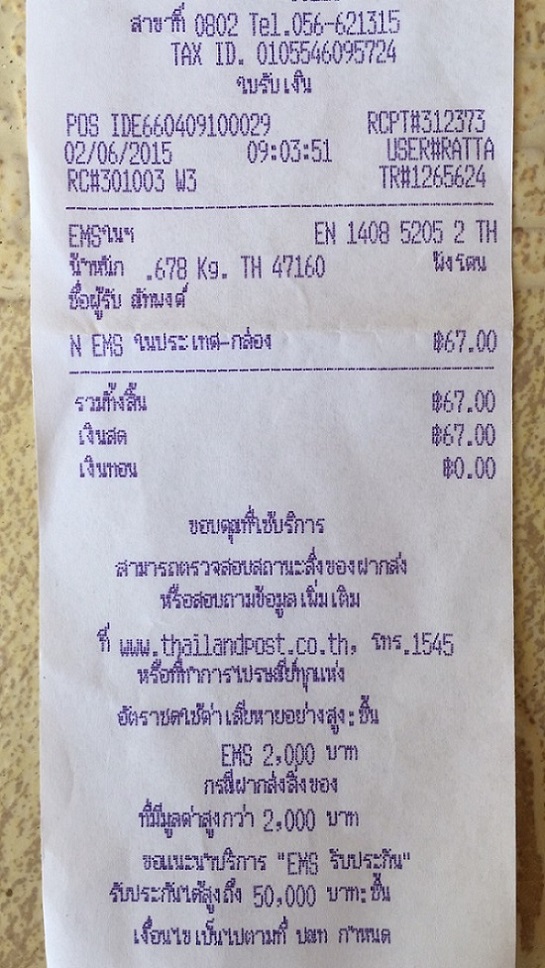 สาขาที่ 0802 Tel.056-621315
TAX ID. 0105546095724
ใบรับเงิน
POS IDE660409100029 RCPT#312373
02/06/2015 09:03:51 USER#RATTA
RC#301003 W3 TR#1265624
EMSในฯ EN 1408 5205 2 TH
น้ำหนัก .678 Kg. TH 47160 ผังโคน
ชื่อผู้รับ สัทพงศ์
N EMS ในประเทศ-กล่อง ฿67.00
รวมทั้งสิ้น ฿67.00
เงินสด ฿67.00
เงินทอน ฿0.00
ขอบคุณที่ใช้บริการ
สามารถตรวจสอบสถานะสิ่งของฝากส่ง
หรือสอบถามข้อมูลเพิ่มเติม
ที่ www.thailandpost.co.th, โทร.1545
หรือที่ทำการไปรษณีย์ทุกแห่ง
อัตราชดใช้ค่าเสียหายอย่างสูง:ชิ้น
EMS 2,000 บาท
กรณีฝากส่งสิ่งของ
ที่มีมูลค่าสูงกว่า 2,000 บาท
ขอแนะนำบริการ "EMS รับประกัน"
รับประกันได้สูงถึง 50,000 บาท:ชิ้น
เงื่อนไขเป็นไปตามที่ ปณท กำหนด